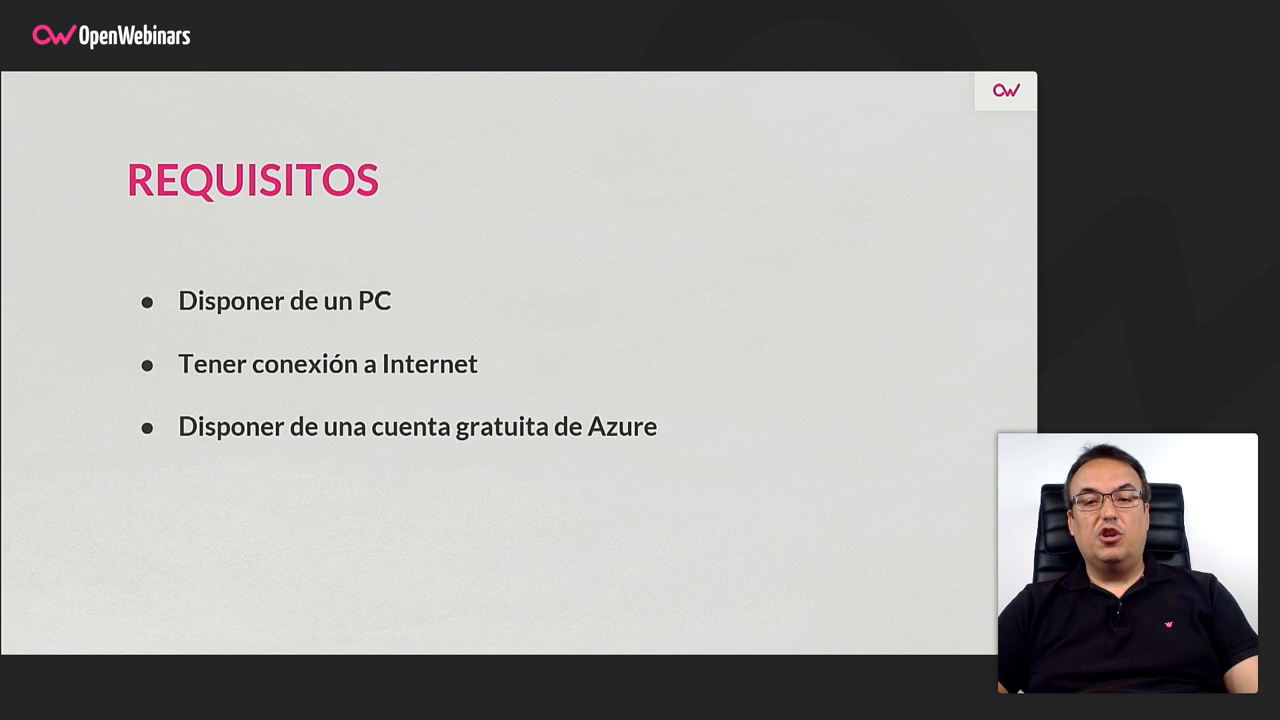 OpenWebinars
REQUISITOS
● Disponer de un PC
● Tener conexión a Internet
● Disponer de una cuenta gratuita de Azure